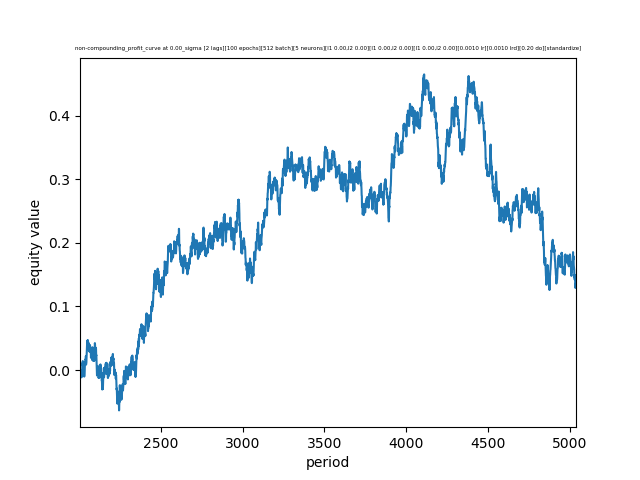 non-compounding_profit_curve at 0.00_sigma [2 lags][100 epochs][512 batch][5 neurons][l1 0.00,l2 0.00][l1 0.00,l2 0.00][l1 0.00,l2 0.00][0.0010 lr][0.0010 lrd][0.20 do][standardize]
0.4
0.3
0.2
0.1
0.0
equity value
2500 3000 3500 4000 4500 5000
period